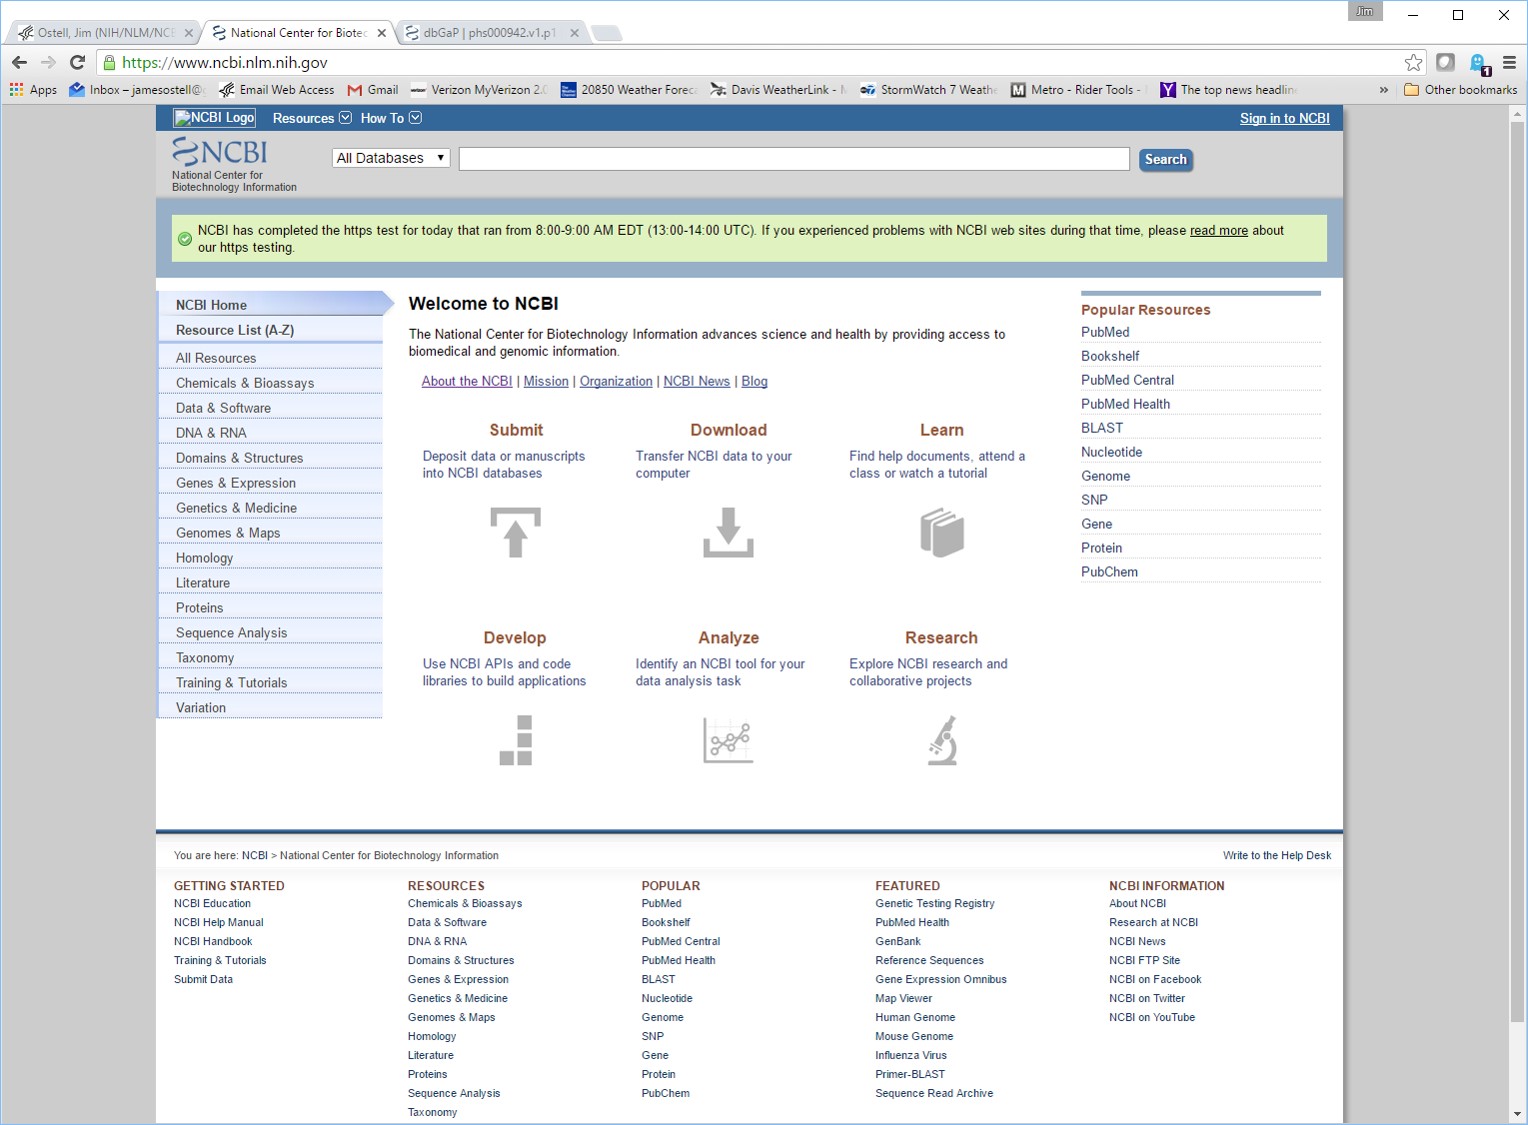 Jim
Ostell, Jim (NIH/NLM/NCB
National Center for Biotec
dbGaP | phs000942.v1.p1
https://www.ncbi.nlm.nih.gov
Apps
Inbox – jamesostell@
Email Web Access
Gmail
Verizon MyVerizon 2.0
20850 Weather Foreca
Davis WeatherLink -
StormWatch 7 Weathe
Metro - Rider Tools -
The top news headlin
»
Other bookmarks
NCBI Logo
Resources
How To
Sign in to NCBI
NCBI
National Center for
Biotechnology Information
All Databases
Search
NCBI has completed the https test for today that ran from 8:00-9:00 AM EDT (13:00-14:00 UTC). If you experienced problems with NCBI web sites during that time, please read more about
our https testing.
NCBI Home
Resource List (A-Z)
All Resources
Chemicals & Bioassays
Data & Software
DNA & RNA
Domains & Structures
Genes & Expression
Genetics & Medicine
Genomes & Maps
Homology
Literature
Proteins
Sequence Analysis
Taxonomy
Training & Tutorials
Variation
Welcome to NCBI
The National Center for Biotechnology Information advances science and health by providing access to
biomedical and genomic information.
About the NCBI | Mission | Organization | NCBI News | Blog
Submit
Deposit data or manuscripts
into NCBI databases
Download
Transfer NCBI data to your
computer
Learn
Find help documents, attend a
class or watch a tutorial
Develop
Use NCBI APIs and code
libraries to build applications
Analyze
Identify an NCBI tool for your
data analysis task
Research
Explore NCBI research and
collaborative projects
Popular Resources
PubMed
Bookshelf
PubMed Central
PubMed Health
BLAST
Nucleotide
Genome
SNP
Gene
Protein
PubChem
You are here: NCBI > National Center for Biotechnology Information
Write to the Help Desk
GETTING STARTED
NCBI Education
NCBI Help Manual
NCBI Handbook
Training & Tutorials
Submit Data
RESOURCES
Chemicals & Bioassays
Data & Software
DNA & RNA
Domains & Structures
Genes & Expression
Genetics & Medicine
Genomes & Maps
Homology
Literature
Proteins
Sequence Analysis
Taxonomy
POPULAR
PubMed
Bookshelf
PubMed Central
PubMed Health
BLAST
Nucleotide
Genome
SNP
Gene
Protein
PubChem
FEATURED
Genetic Testing Registry
PubMed Health
GenBank
Reference Sequences
Gene Expression Omnibus
Map Viewer
Human Genome
Mouse Genome
Influenza Virus
Primer-BLAST
Sequence Read Archive
NCBI INFORMATION
About NCBI
Research at NCBI
NCBI News
NCBI FTP Site
NCBI on Facebook
NCBI on Twitter
NCBI on YouTube